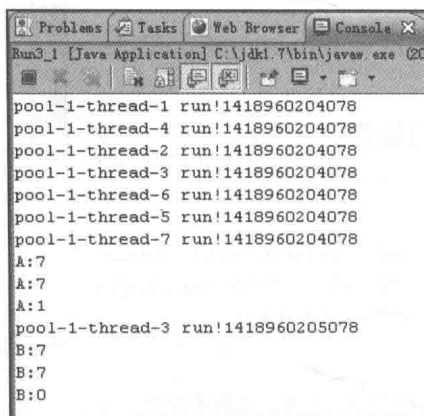 Problems Tasks Web Browser Console
Run3_1 [Java Application] C:\jdk1.7\bin\javaw.exe (20
pool-1-thread-1 run!1418960204078
pool-1-thread-4 run!1418960204078
pool-1-thread-2 run!1418960204078
pool-1-thread-3 run!1418960204078
pool-1-thread-6 run!1418960204078
pool-1-thread-5 run!1418960204078
pool-1-thread-7 run!1418960204078
A:7
A:7
A:1
pool-1-thread-3 run!1418960205078
B:7
B:7
B:0